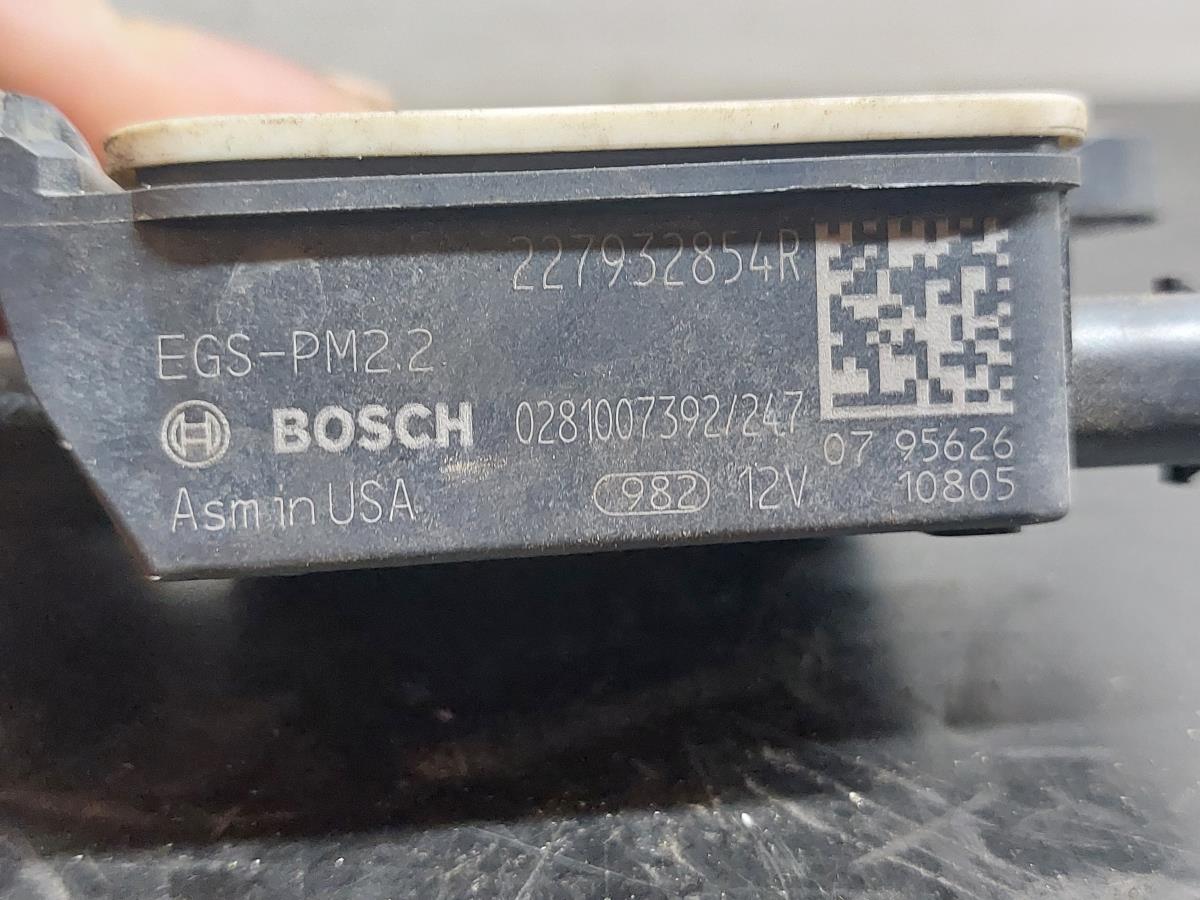 227932854R
EGS-PM2.2
BOSCH 0281007392/247
07 95626
Asm in USA 982 12V 10805